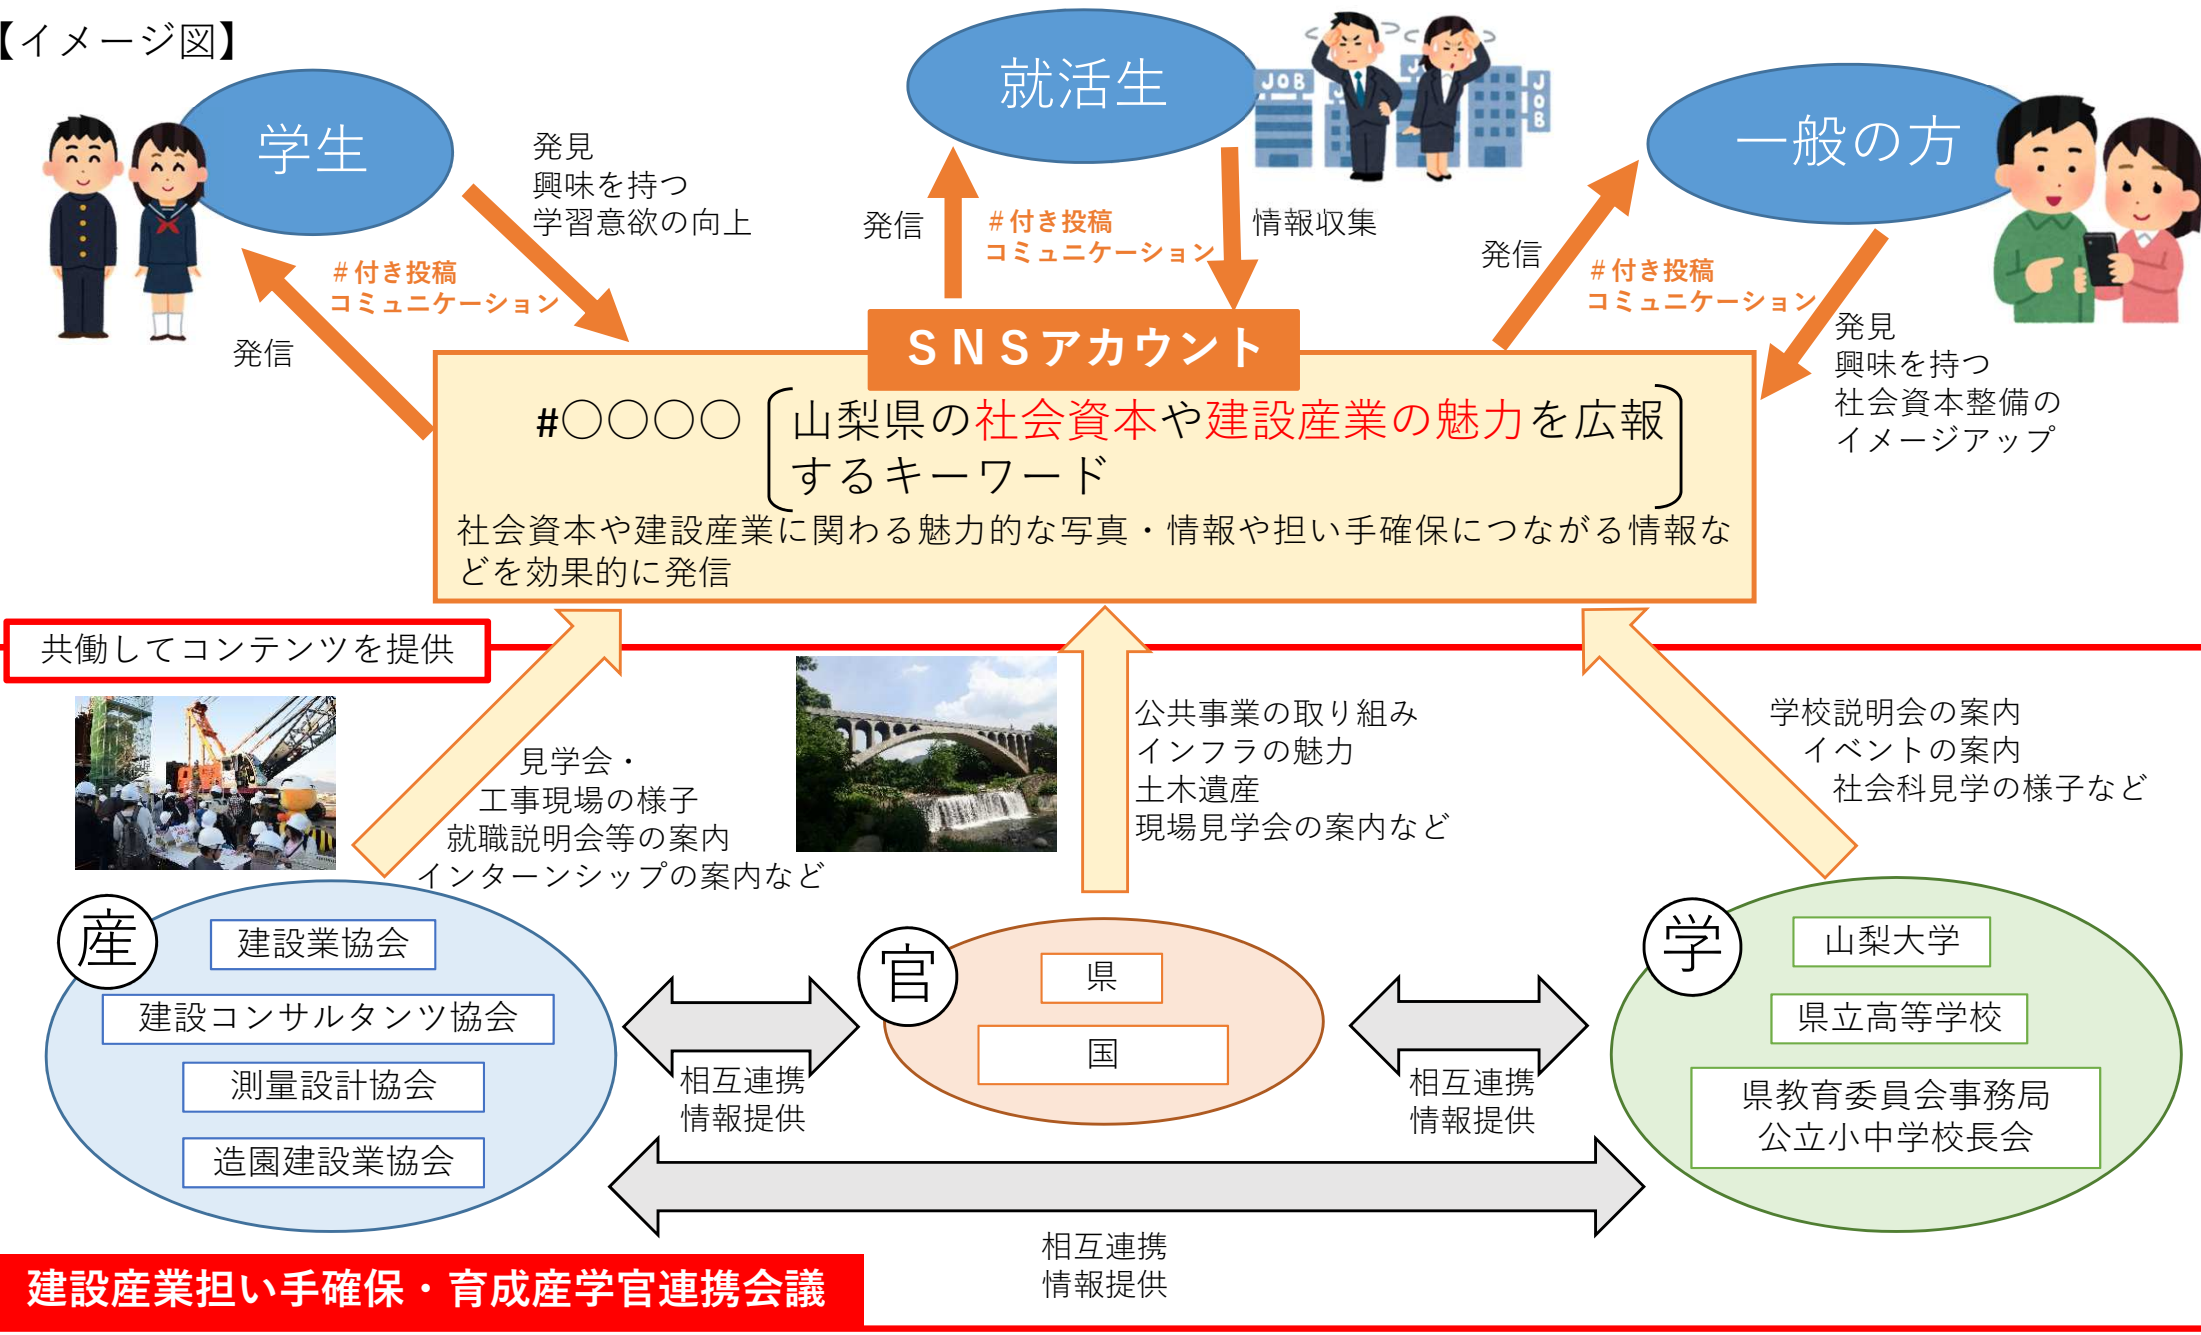 【イメージ図】
学生
就活生
JOB
JOB
一般の方
発見
興味を持つ
学習意欲の向上
発信
#付き投稿
コミュニケーション
発信
#付き投稿
コミュニケーション
情報収集
発信
#付き投稿
コミュニケーション
発見
興味を持つ
社会資本整備の
イメージアップ
ＳＮＳアカウント
#〇〇〇〇
山梨県の社会資本や建設産業の魅力を広報
するキーワード
社会資本や建設産業に関わる魅力的な写真・情報や担い手確保につながる情報な
どを効果的に発信
共働してコンテンツを提供
見学会・
工事現場の様子
就職説明会等の案内
インターンシップの案内など
公共事業の取り組み
インフラの魅力
土木遺産
現場見学会の案内など
学校説明会の案内
イベントの案内
社会科見学の様子など
産
建設業協会
建設コンサルタンツ協会
測量設計協会
造園建設業協会
相互連携
情報提供
官
県
国
相互連携
情報提供
学
山梨大学
県立高等学校
県教育委員会事務局
公立小中学校長会
相互連携
情報提供
建設産業担い手確保・育成産学官連携会議